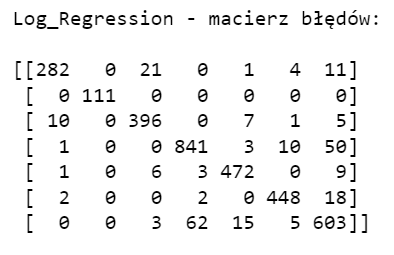 Log_Regression - macierz błędów:
[[282   0  21   0   1   4  11]
 [  0 111   0   0   0   0   0]
 [ 10   0 396   0   7   1   5]
 [  1   0   0 841   3  10  50]
 [  1   0   6   3 472   0   9]
 [  2   0   0   2   0 448  18]
 [  0   0   3  62  15   5 603]]